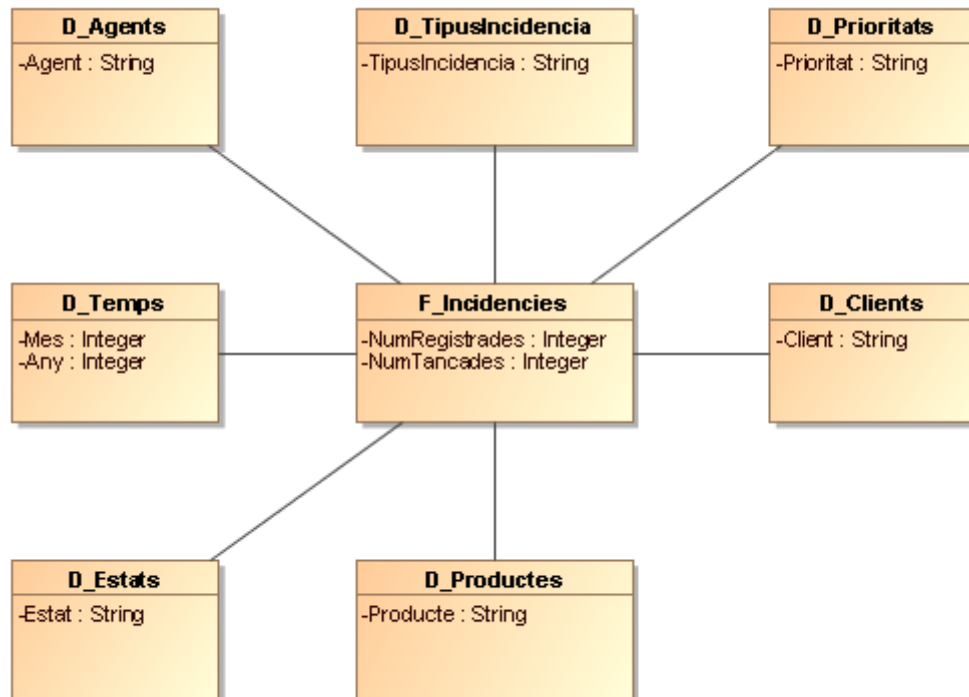 D_Agents
-Agent : String
D_TipusIncidencia
-TipusIncidencia : String
D_Prioritats
-Prioritat : String
D_Temps
-Mes : Integer
-Any : Integer
F_Incidencies
-NumRegistrades : Integer
-NumTancades : Integer
D_Clients
-Client : String
D_Estats
-Estat : String
D_Productes
-Producte : String